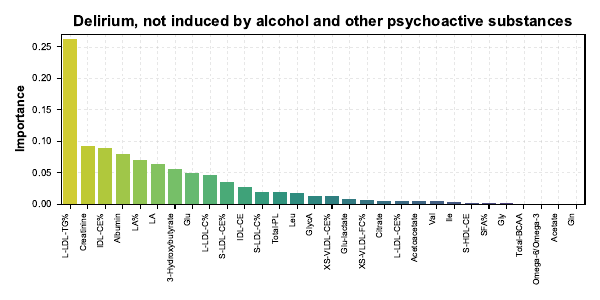 Delirium, not induced by alcohol and other psychoactive substances
Importance
0.25
0.20
0.15
0.10
0.05
0.00
L-LDL-TG%
Creatinine
IDL-CE%
Albumin
LA%
LA
3-Hydroxybutyrate
Glu
L-LDL-C%
S-LDL-CE%
IDL-CE
S-LDL-C%
Total-PL
Leu
GlycA
XS-VLDL-CE%
Glu-lactate
XS-VLDL-FC%
Citrate
L-LDL-CE%
Acetoacetate
Val
Ile
S-HDL-CE
SFA%
Gly
Total-BCAA
Omega-6/Omega-3
Acetate
Gln